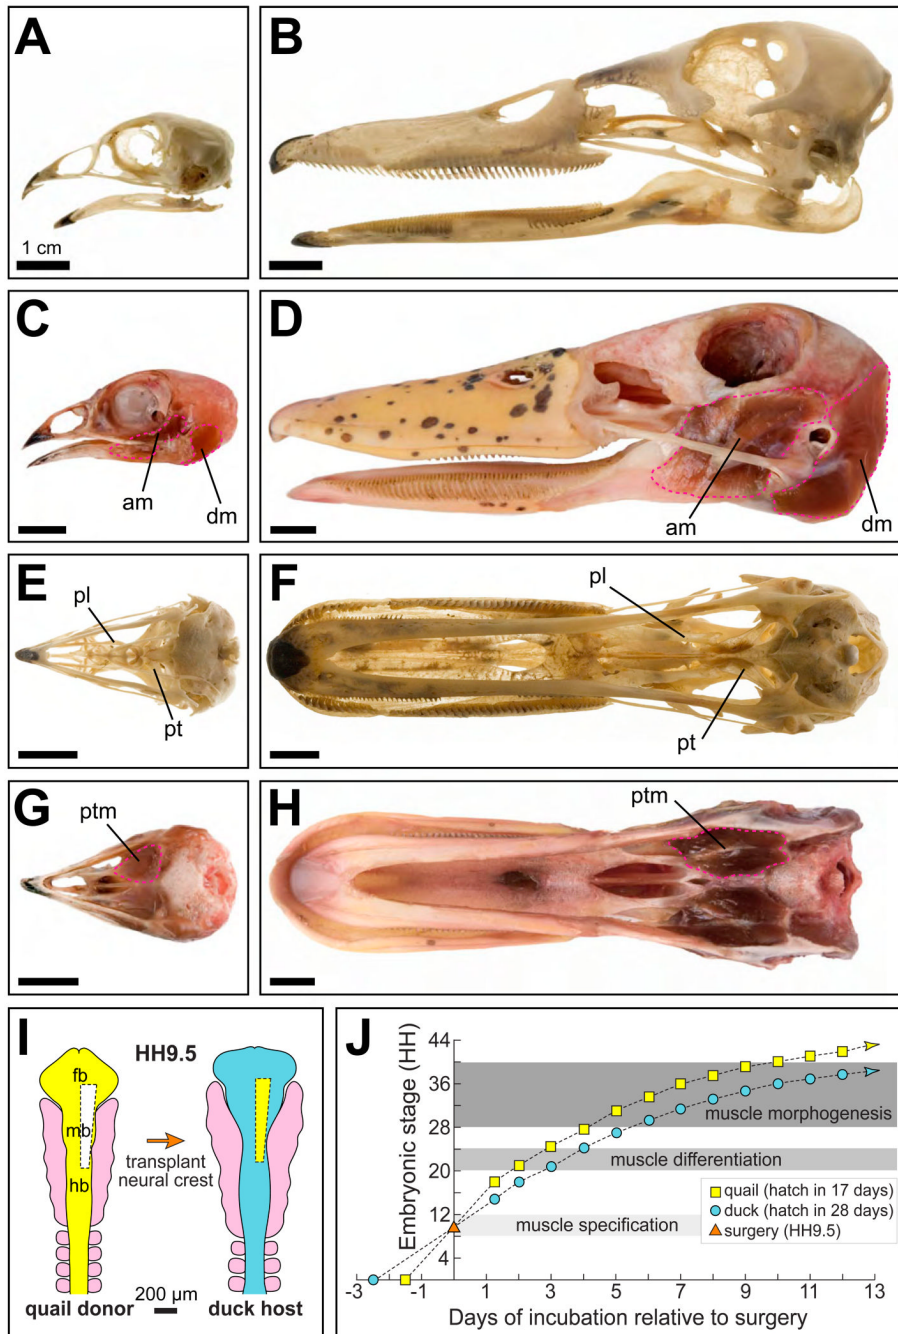 A
B
1 cm
C
D
am
dm
am
dm
E
F
pl
pt
pl
pt
G
H
ptm
ptm
I
HH9.5
fb
mb
hb
transplant
neural crest
quail donor
200 µm
duck host
J
Embryonic stage (HH)
44
36
28
20
12
4
muscle morphogenesis
muscle differentiation
muscle specification
quail (hatch in 17 days)
duck (hatch in 28 days)
surgery (HH9.5)
-3 -1 1 3 5 7 9 11 13
Days of incubation relative to surgery